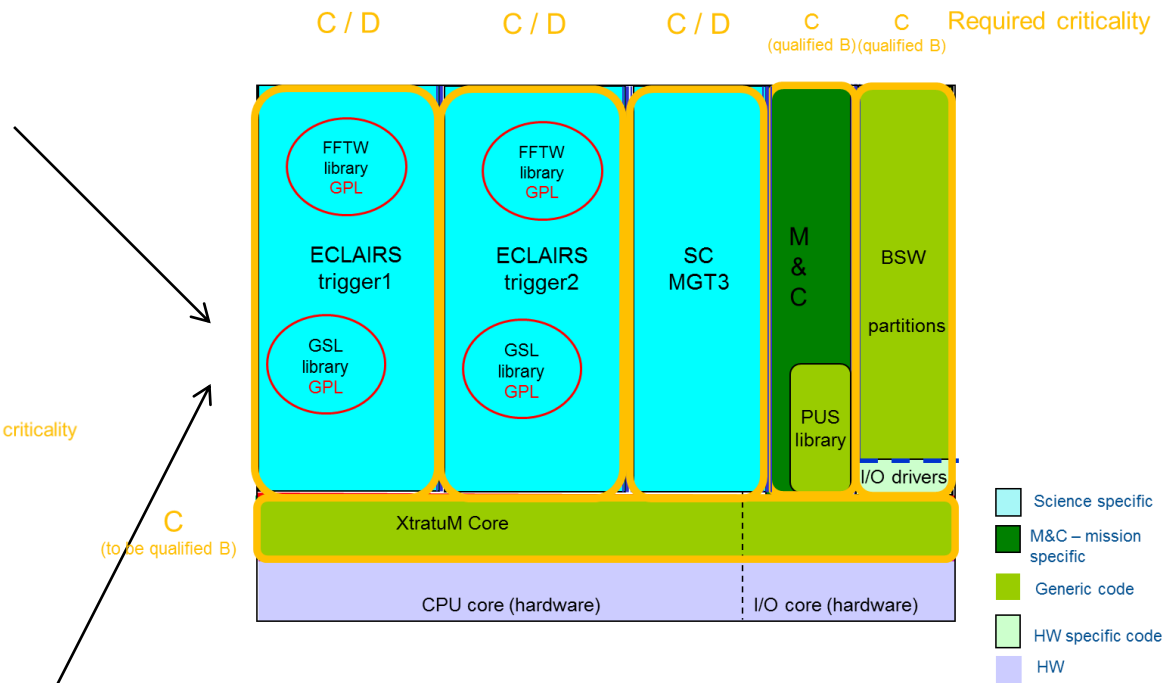 C / D
C / D
C / D
C
(qualified B)
C
(qualified B)
Required criticality
FFTW
library
GPL
FFTW
library
GPL
ECLAIRS
trigger1
ECLAIRS
trigger2
SC
MGT3
M
&
C
BSW
partitions
GSL
library
GPL
GSL
library
GPL
PUS
library
I/O drivers
criticality
C
(to be qualified B)
XtratuM Core
CPU core (hardware)
I/O core (hardware)
Science specific
M&C – mission
specific
Generic code
HW specific code
HW